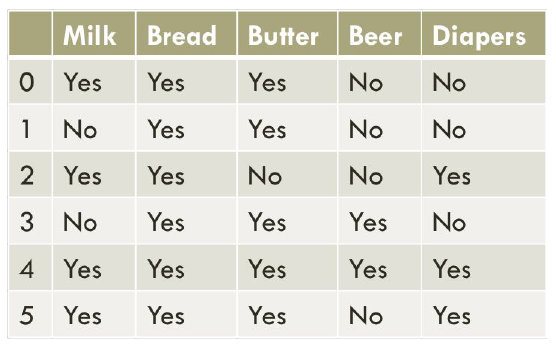 Milk Bread Butter Beer Diapers
0 Yes Yes Yes No No
1 No Yes Yes No No
2 Yes Yes No No Yes
3 No Yes Yes Yes No
4 Yes Yes Yes Yes Yes
5 Yes Yes Yes No Yes